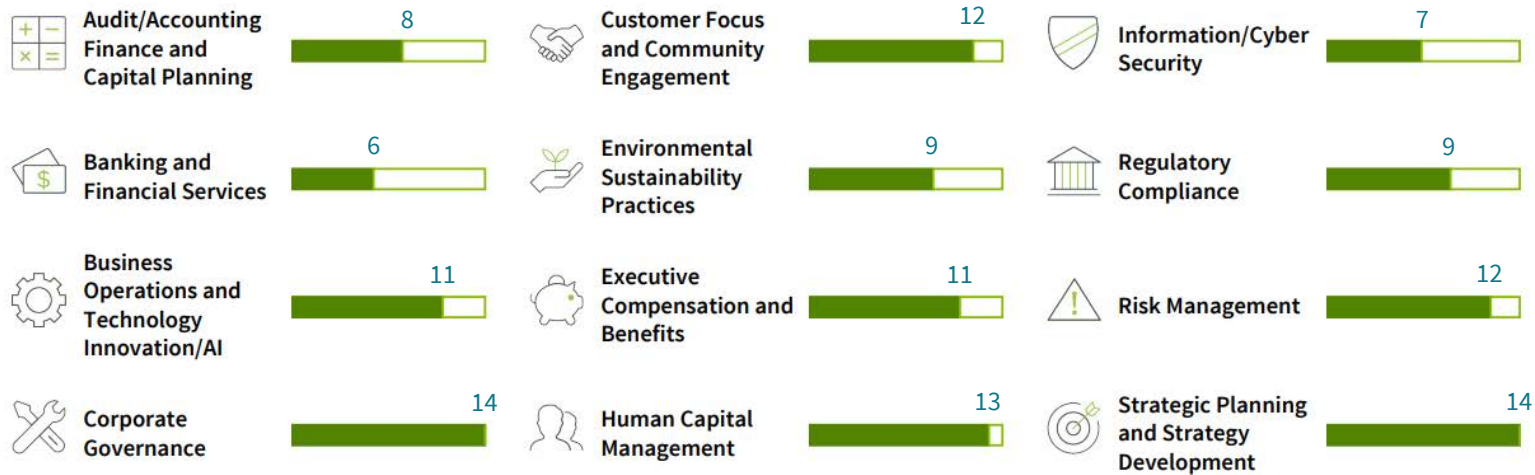 Audit/Accounting
Finance and
Capital Planning
8
Customer Focus
and Community
Engagement
12
Information/Cyber
Security
7
Banking and
Financial Services
6
Environmental
Sustainability
Practices
9
Regulatory
Compliance
9
Business
Operations and
Technology
Innovation/AI
11
Executive
Compensation and
Benefits
11
Risk Management
12
Corporate
Governance
14
Human Capital
Management
13
Strategic Planning
and Strategy
Development
14